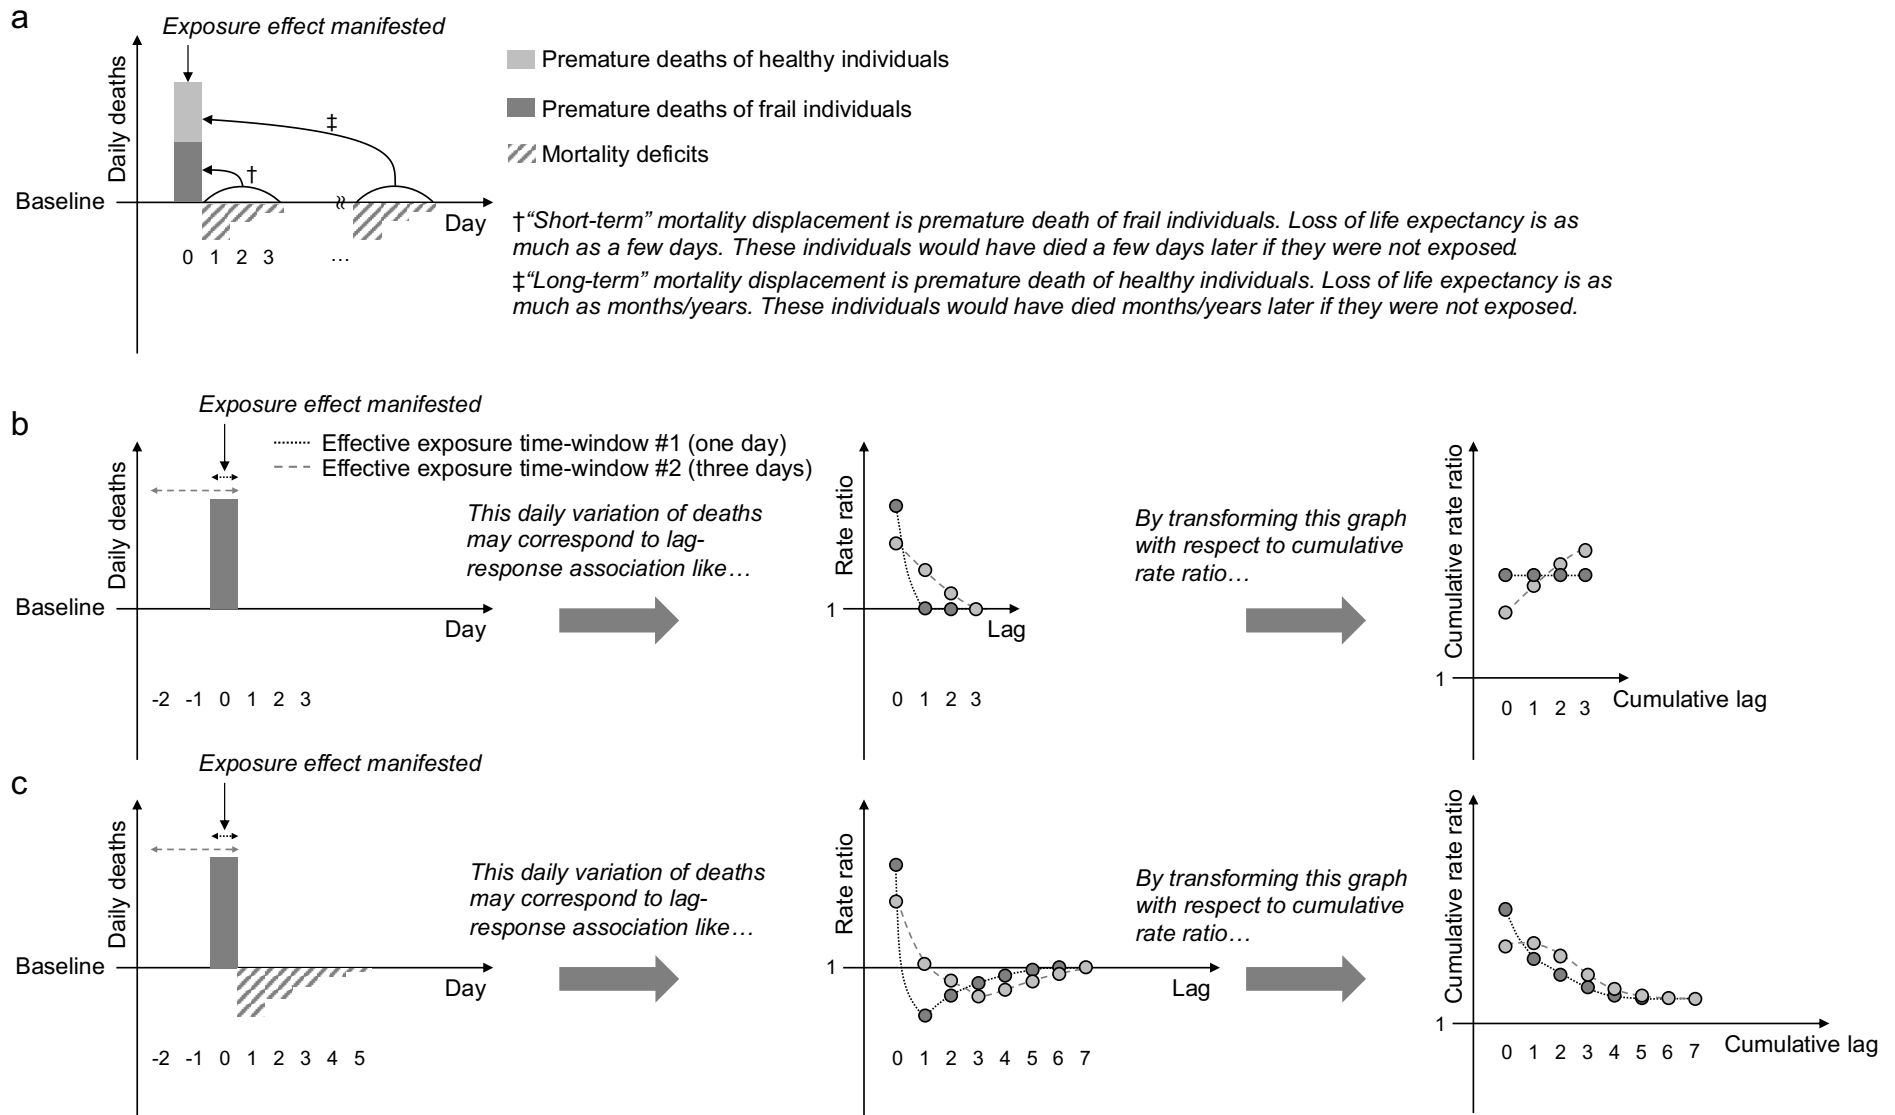 a
Exposure effect manifested
Daily deaths
Baseline
Day
0 1 2 3 ...
†
‡
≈
Premature deaths of healthy individuals
Premature deaths of frail individuals
Mortality deficits
†“Short-term” mortality displacement is premature death of frail individuals. Loss of life expectancy is as
much as a few days. These individuals would have died a few days later if they were not exposed.
‡“Long-term” mortality displacement is premature death of healthy individuals. Loss of life expectancy is as
much as months/years. These individuals would have died months/years later if they were not exposed.
b
Exposure effect manifested
Effective exposure time-window #1 (one day)
Effective exposure time-window #2 (three days)
Daily deaths
Baseline
Day
-2 -1 0 1 2 3
This daily variation of deaths
may correspond to lag-
response association like…
Rate ratio
1
Lag
0 1 2 3
By transforming this graph
with respect to cumulative
rate ratio…
Cumulative rate ratio
1
0 1 2 3
Cumulative lag
c
Exposure effect manifested
Daily deaths
Baseline
Day
-2 -1 0 1 2 3 4 5
This daily variation of deaths
may correspond to lag-
response association like…
Rate ratio
1
Lag
0 1 2 3 4 5 6 7
By transforming this graph
with respect to cumulative
rate ratio…
Cumulative rate ratio
1
0 1 2 3 4 5 6 7
Cumulative lag